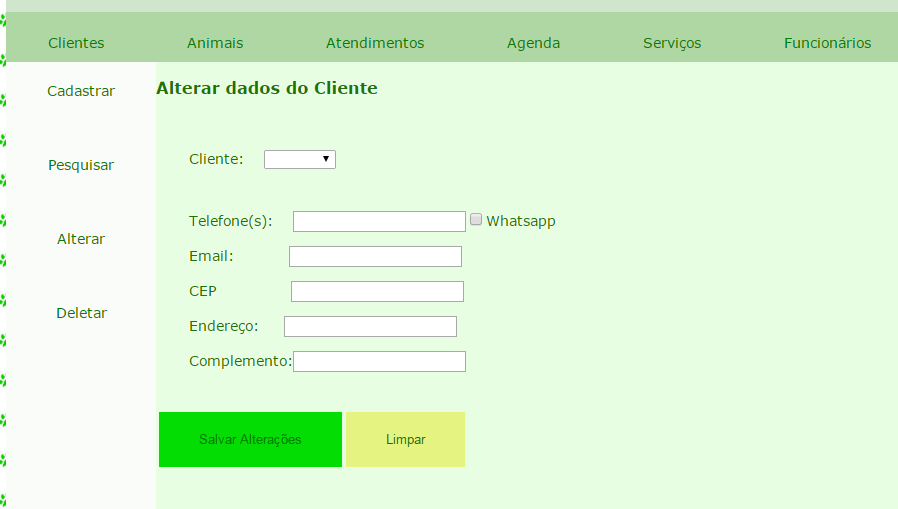 Clientes Animais Atendimentos Agenda Serviços Funcionários
Cadastrar
Pesquisar
Alterar
Deletar
Alterar dados do Cliente
Cliente:
Telefone(s): Whatsapp
Email:
CEP
Endereço:
Complemento:
Salvar Alterações Limpar